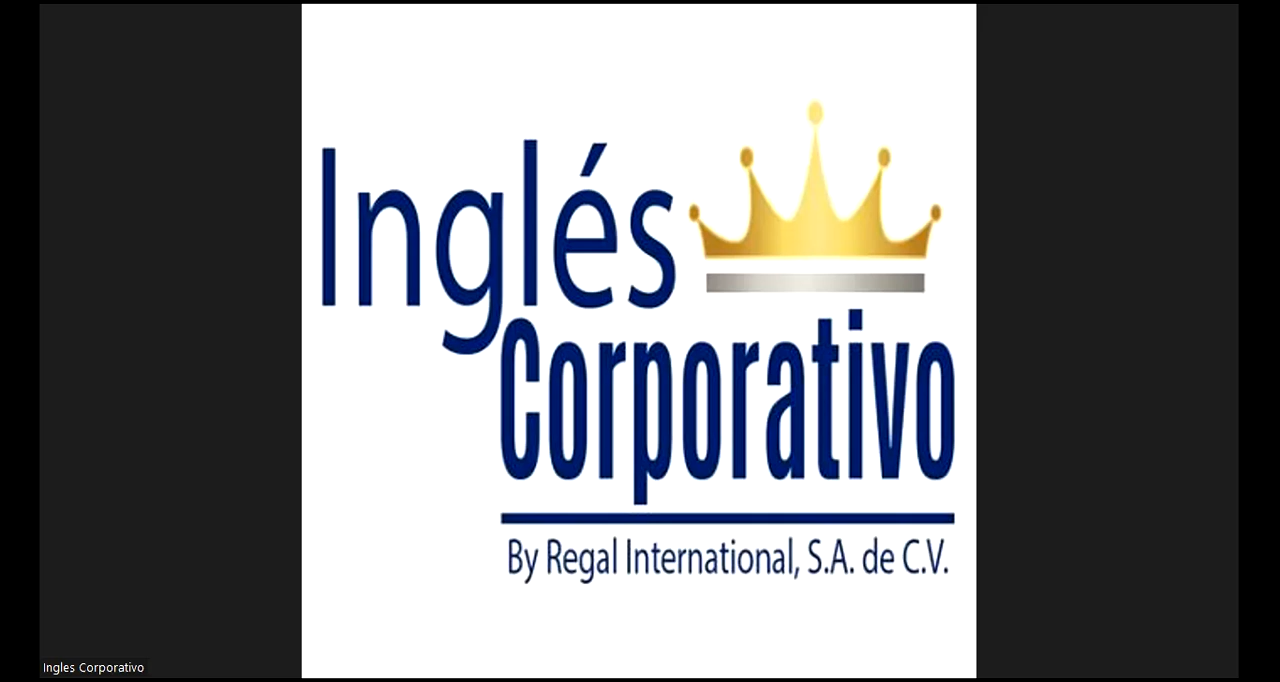 Inglés
Corporativo
By Regal International, S.A. de C.V.
Ingles Corporativo